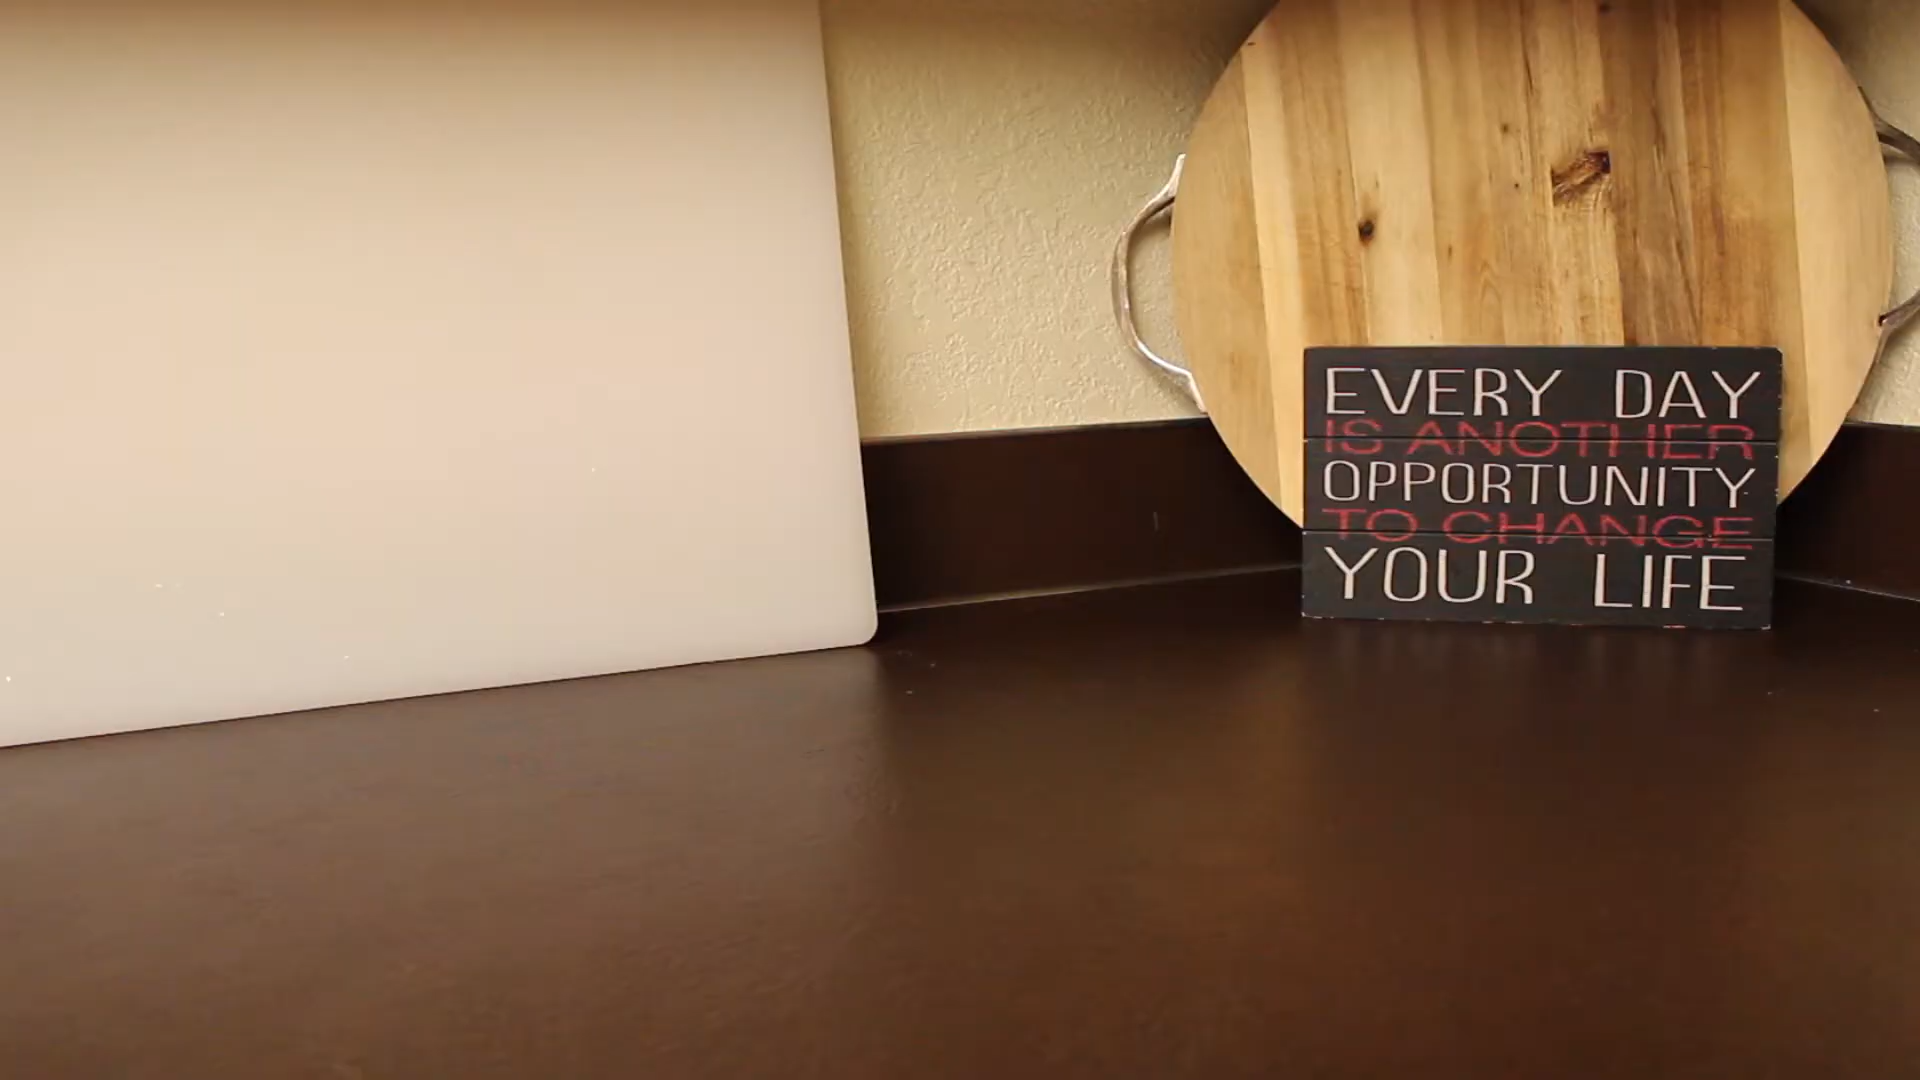 EVERY DAY
IS ANOTHER
OPPORTUNITY
TO CHANGE
YOUR LIFE